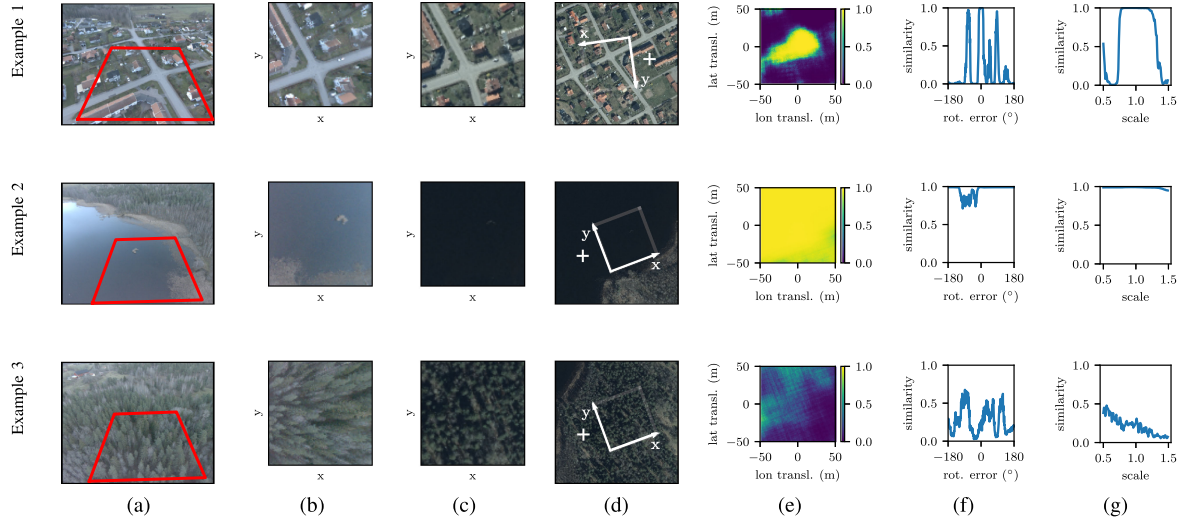 Example 1
y
x
y
x
x
y
lat transl. (m)
50
0
−50
−50 0 50
lon transl. (m)
1.0
0.5
0.0
similarity
1.0
0.5
0.0
−180 0 180
rot. error (°)
similarity
1.0
0.5
0.0
0.5 1.0 1.5
scale
Example 2
y
x
y
x
y
x
lat transl. (m)
50
0
−50
−50 0 50
lon transl. (m)
1.0
0.5
0.0
similarity
1.0
0.5
0.0
−180 0 180
rot. error (°)
similarity
1.0
0.5
0.0
0.5 1.0 1.5
scale
Example 3
y
x
y
x
y
x
lat transl. (m)
50
0
−50
−50 0 50
lon transl. (m)
1.0
0.5
0.0
similarity
1.0
0.5
0.0
−180 0 180
rot. error (°)
similarity
1.0
0.5
0.0
0.5 1.0 1.5
scale
(a) (b) (c) (d) (e) (f) (g)